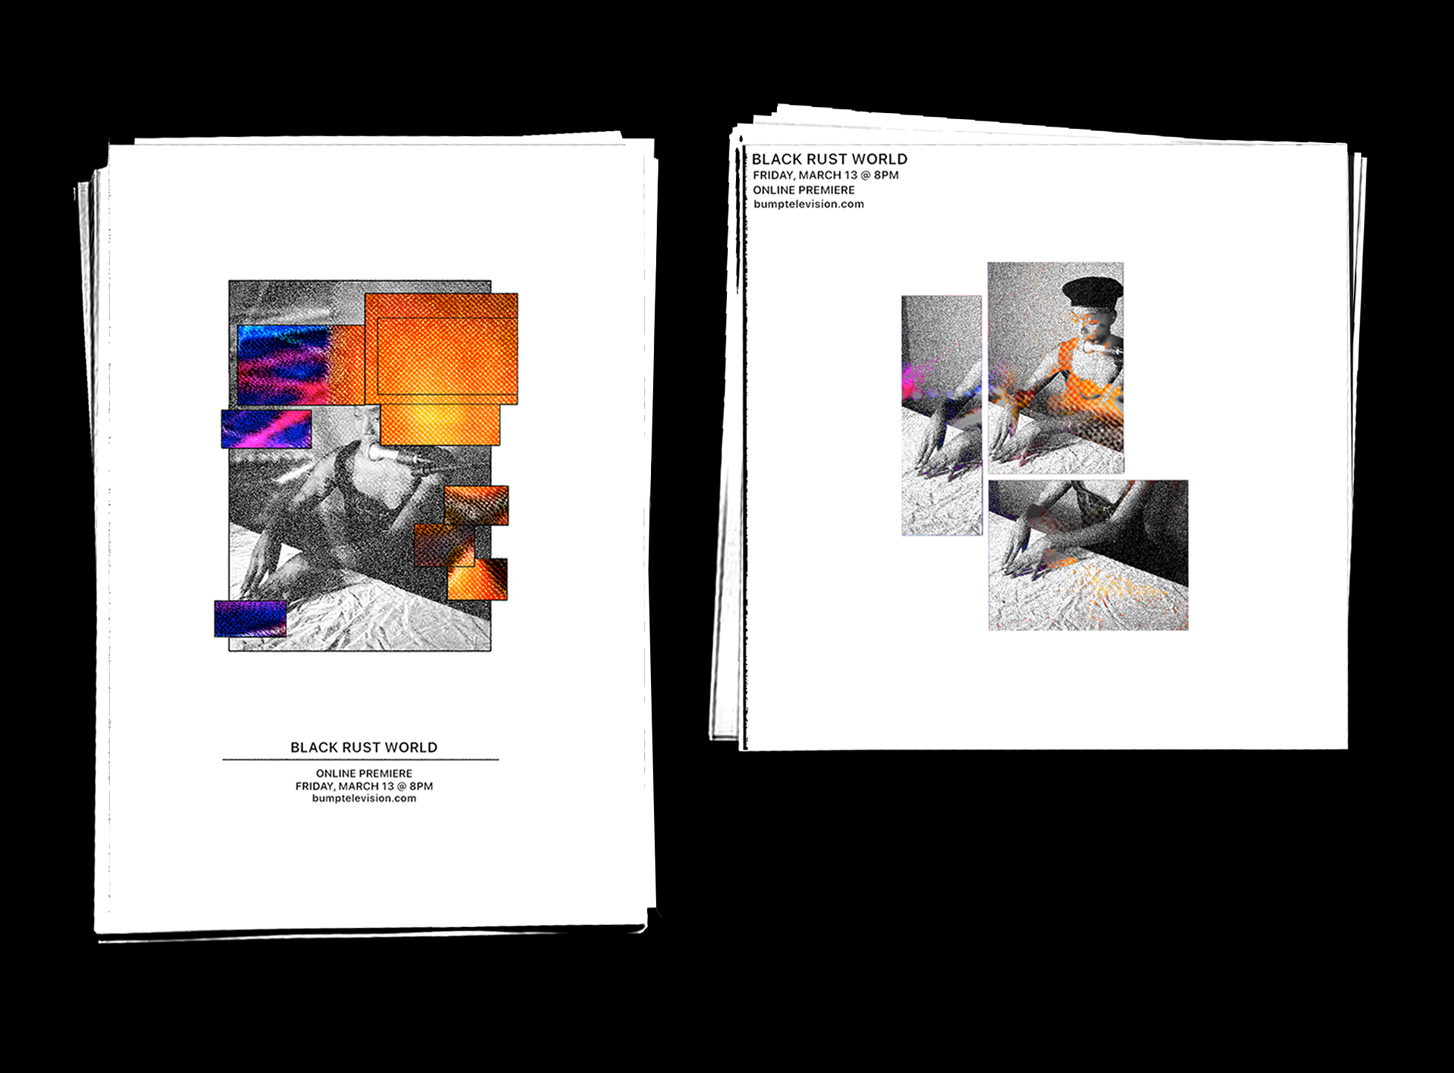 BLACK RUST WORLD
ONLINE PREMIERE
FRIDAY, MARCH 13 @ 8PM
bumptelevision.com
BLACK RUST WORLD
FRIDAY, MARCH 13 @ 8PM
ONLINE PREMIERE
bumptelevision.com